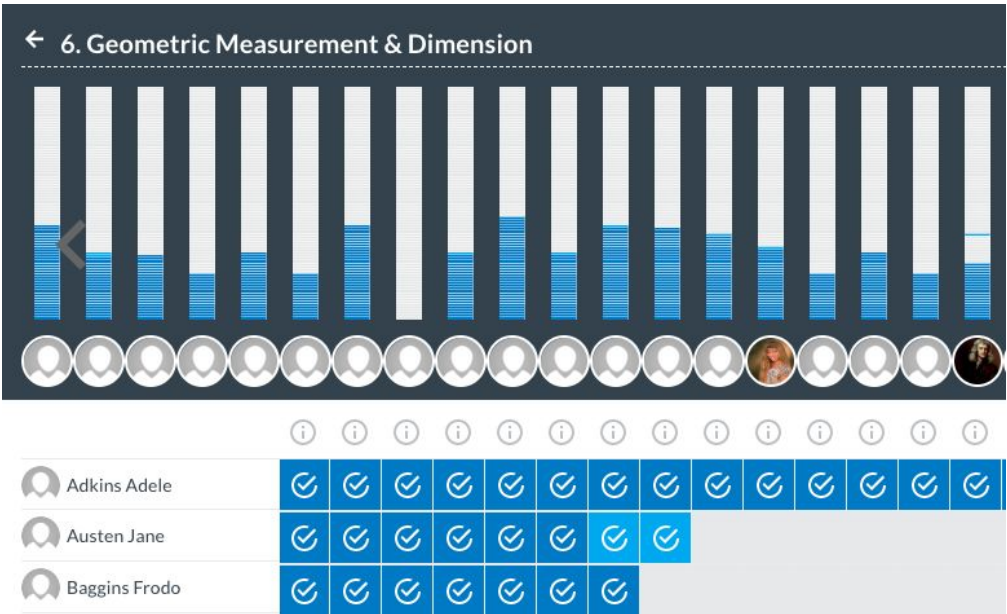 6. Geometric Measurement & Dimension
Adkins Adele
Austen Jane
Baggins Frodo